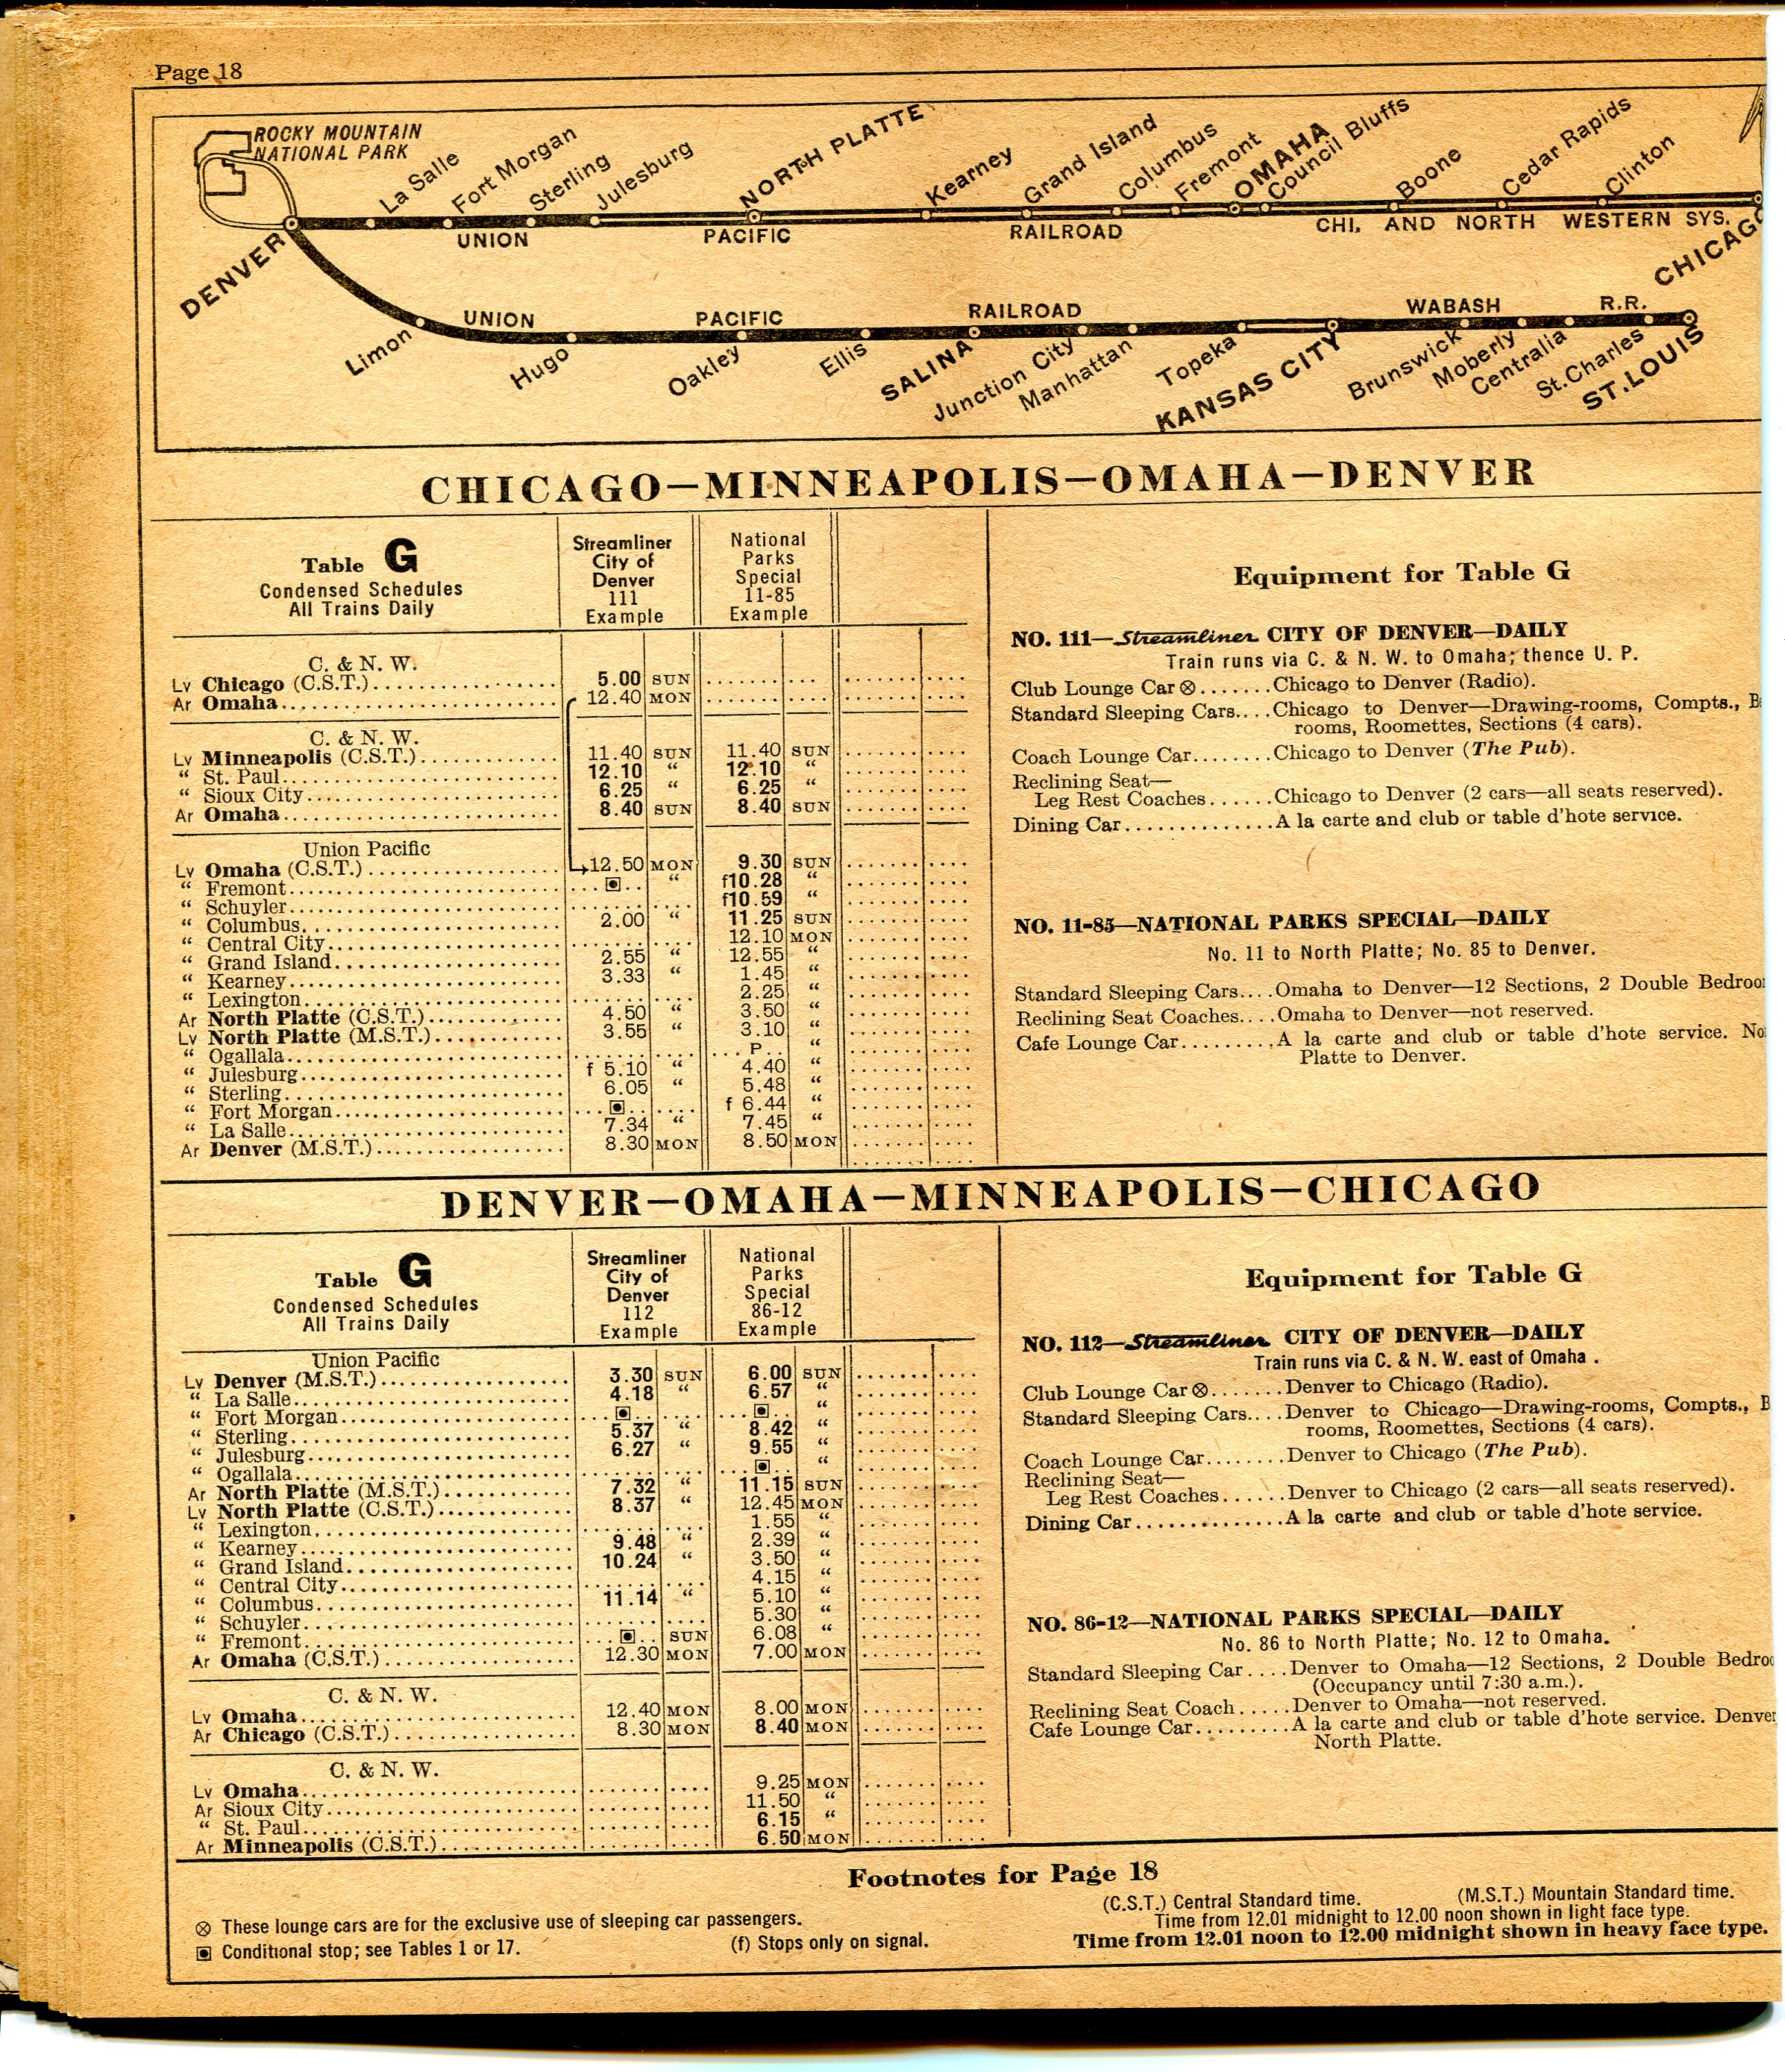 Page 18
ROCKY MOUNTAIN
NATIONAL PARK
La Salle
Fort Morgan
Sterling
Julesburg
NORTH PLATTE
Kearney
Grand Island
Columbus
Fremont
OMAHA
Council Bluffs
Boone
Cedar Rapids
Clinton
UNION PACIFIC RAILROAD CHI. AND NORTH WESTERN SYS.
DENVER
CHICAGO
UNION PACIFIC RAILROAD WABASH R.R.
Limon
Hugo
Oakley
Ellis
SALINA
Junction City
Manhattan
Topeka
KANSAS CITY
Brunswick
Moberly
Centralia
St. Charles
ST. LOUIS
CHICAGO—MINNEAPOLIS—OMAHA—DENVER
Table G
Condensed Schedules
All Trains Daily
Streamliner
City of
Denver
111
Example
National
Parks
Special
11-85
Example
C. & N. W.
Lv Chicago (C.S.T.) 5.00 SUN
Ar Omaha 12.40 MON
C. & N. W.
Lv Minneapolis (C.S.T.) 11.40 SUN 11.40 SUN
“ St. Paul 12.10 “ 12.10 “
“ Sioux City 6.25 “ 6.25 “
Ar Omaha 8.40 SUN 8.40 SUN
Union Pacific
Lv Omaha (C.S.T.) 12.50 MON 9.30 SUN
“ Fremont ▣ “ f10.28 “
“ Schuyler f10.59 “
“ Columbus 2.00 “ 11.25 SUN
“ Central City 12.10 MON
“ Grand Island 2.55 “ 12.55 “
“ Kearney 3.33 “ 1.45 “
“ Lexington 2.25 “
Ar North Platte (C.S.T.) 4.50 “ 3.50 “
Lv North Platte (M.S.T.) 3.55 “ 3.10 “
“ Ogallala P “
“ Julesburg f 5.10 “ 4.40 “
“ Sterling 6.05 “ 5.48 “
“ Fort Morgan ▣ f 6.44 “
“ La Salle 7.34 “ 7.45 “
Ar Denver (M.S.T.) 8.30 MON 8.50 MON
Equipment for Table G
NO. 111—Streamliner CITY OF DENVER—DAILY
Train runs via C. & N. W. to Omaha; thence U. P.
Club Lounge Car ⊗.......Chicago to Denver (Radio).
Standard Sleeping Cars....Chicago to Denver—Drawing-rooms, Compts., Be
rooms, Roomettes, Sections (4 cars).
Coach Lounge Car........Chicago to Denver (The Pub).
Reclining Seat—
Leg Rest Coaches......Chicago to Denver (2 cars—all seats reserved).
Dining Car..............A la carte and club or table d'hote service.
NO. 11-85—NATIONAL PARKS SPECIAL—DAILY
No. 11 to North Platte; No. 85 to Denver.
Standard Sleeping Cars....Omaha to Denver—12 Sections, 2 Double Bedroo
Reclining Seat Coaches....Omaha to Denver—not reserved.
Cafe Lounge Car.........A la carte and club or table d'hote service. No
Platte to Denver.
DENVER—OMAHA—MINNEAPOLIS—CHICAGO
Table G
Condensed Schedules
All Trains Daily
Streamliner
City of
Denver
112
Example
National
Parks
Special
86-12
Example
Union Pacific
Lv Denver (M.S.T.) 3.30 SUN 6.00 SUN
“ La Salle 4.18 “ 6.57 “
“ Fort Morgan ▣ ▣ “
“ Sterling 5.37 “ 8.42 “
“ Julesburg 6.27 “ 9.55 “
“ Ogallala ▣ “
Ar North Platte (M.S.T.) 7.32 “ 11.15 SUN
Lv North Platte (C.S.T.) 8.37 “ 12.45 MON
“ Lexington 1.55 “
“ Kearney 9.48 “ 2.39 “
“ Grand Island 10.24 “ 3.50 “
“ Central City 4.15 “
“ Columbus 11.14 “ 5.10 “
“ Schuyler 5.30 “
“ Fremont ▣ SUN 6.08 “
Ar Omaha (C.S.T.) 12.30 MON 7.00 MON
C. & N. W.
Lv Omaha 12.40 MON 8.00 MON
Ar Chicago (C.S.T.) 8.30 MON 8.40 MON
C. & N. W.
Lv Omaha 9.25 MON
Ar Sioux City 11.50 “
“ St. Paul 6.15 “
Ar Minneapolis (C.S.T.) 6.50 MON
Equipment for Table G
NO. 112—Streamliner CITY OF DENVER—DAILY
Train runs via C. & N. W. east of Omaha .
Club Lounge Car ⊗.......Denver to Chicago (Radio).
Standard Sleeping Cars....Denver to Chicago—Drawing-rooms, Compts., B
rooms, Roomettes, Sections (4 cars).
Coach Lounge Car........Denver to Chicago (The Pub).
Reclining Seat—
Leg Rest Coaches......Denver to Chicago (2 cars—all seats reserved).
Dining Car..............A la carte and club or table d'hote service.
NO. 86-12—NATIONAL PARKS SPECIAL—DAILY
No. 86 to North Platte; No. 12 to Omaha.
Standard Sleeping Car....Denver to Omaha—12 Sections, 2 Double Bedroo
(Occupancy until 7:30 a.m.).
Reclining Seat Coach.....Denver to Omaha—not reserved.
Cafe Lounge Car.........A la carte and club or table d'hote service. Denver
North Platte.
Footnotes for Page 18
⊗ These lounge cars are for the exclusive use of sleeping car passengers.
▣ Conditional stop; see Tables 1 or 17.
(f) Stops only on signal.
(C.S.T.) Central Standard time. (M.S.T.) Mountain Standard time.
Time from 12.01 midnight to 12.00 noon shown in light face type.
Time from 12.01 noon to 12.00 midnight shown in heavy face type.